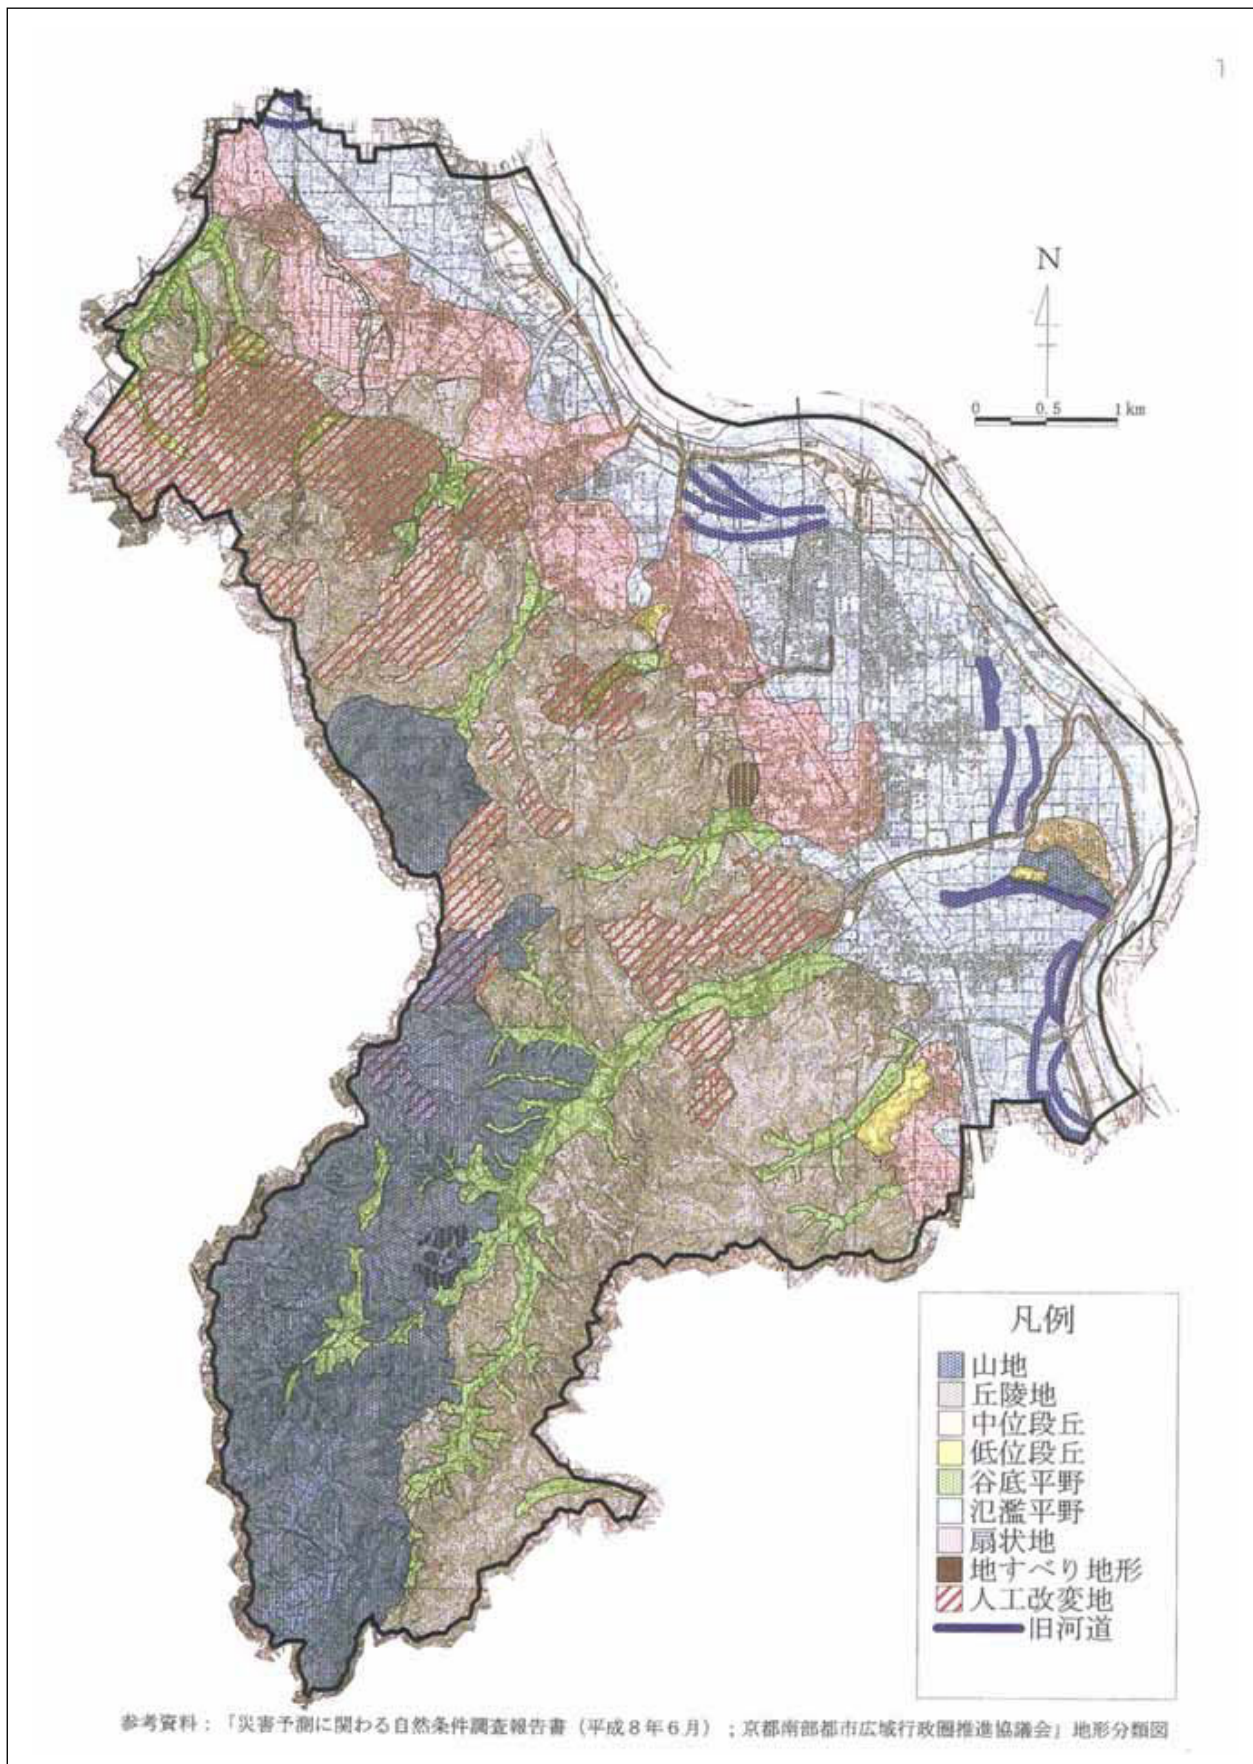 1
N
0 0.5 1km
凡例
山地
丘陵地
中位段丘
低位段丘
谷底平野
氾濫平野
扇状地
地すべり地形
人工改変地
旧河道
参考資料：「災害予測に関わる自然条件調査報告書（平成８年６月）；京都南部都市広域行政圏推進協議会」地形分類図